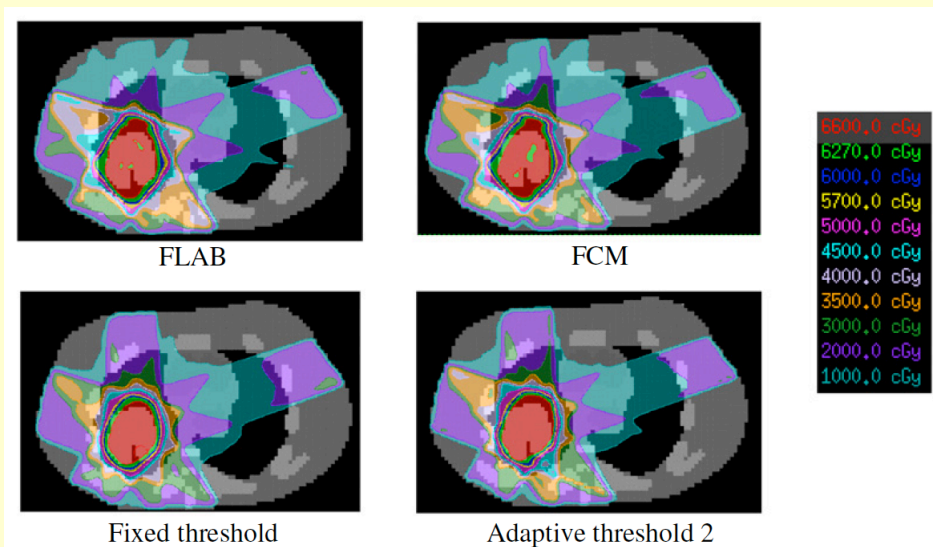 FLAB
FCM
6600.0 cGy
6270.0 cGy
6000.0 cGy
5700.0 cGy
5000.0 cGy
4500.0 cGy
4000.0 cGy
3500.0 cGy
3000.0 cGy
2000.0 cGy
1000.0 cGy
Fixed threshold
Adaptive threshold 2